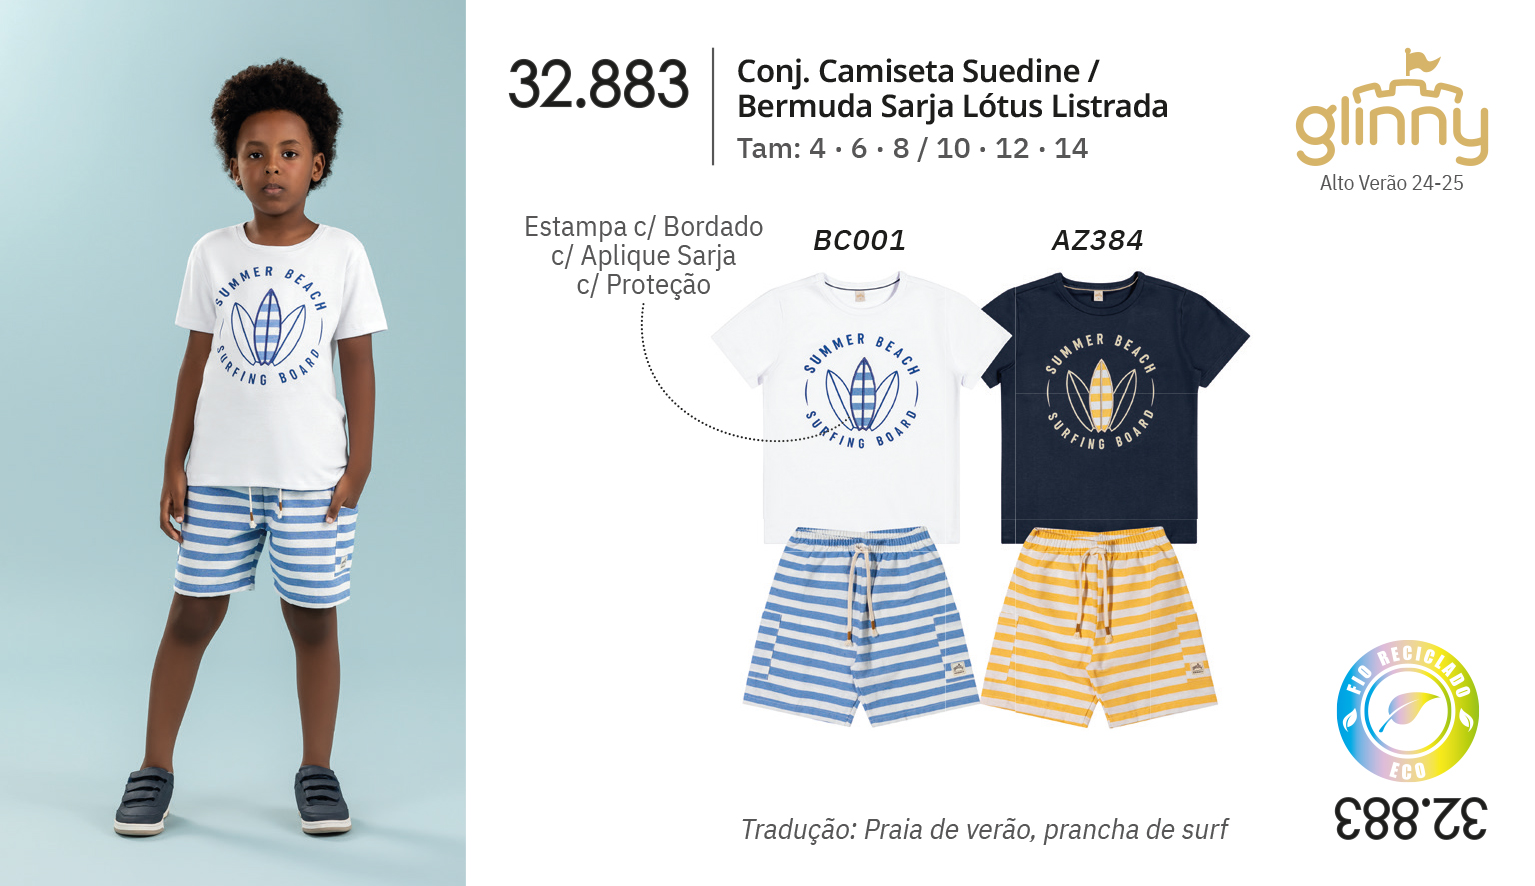 32.883
Conj. Camiseta Suedine /
Bermuda Sarja Lótus Listrada
Tam: 4 · 6 · 8 / 10 · 12 · 14
glinny
Alto Verão 24-25
Estampa c/ Bordado
c/ Aplique Sarja
c/ Proteção
BC001
AZ384
SUMMER BEACH
SURFING BOARD
SUMMER BEACH
SURFING BOARD
SUMMER BEACH
SURFING BOARD
FIO RECICLADO
ECO
32.883
Tradução: Praia de verão, prancha de surf